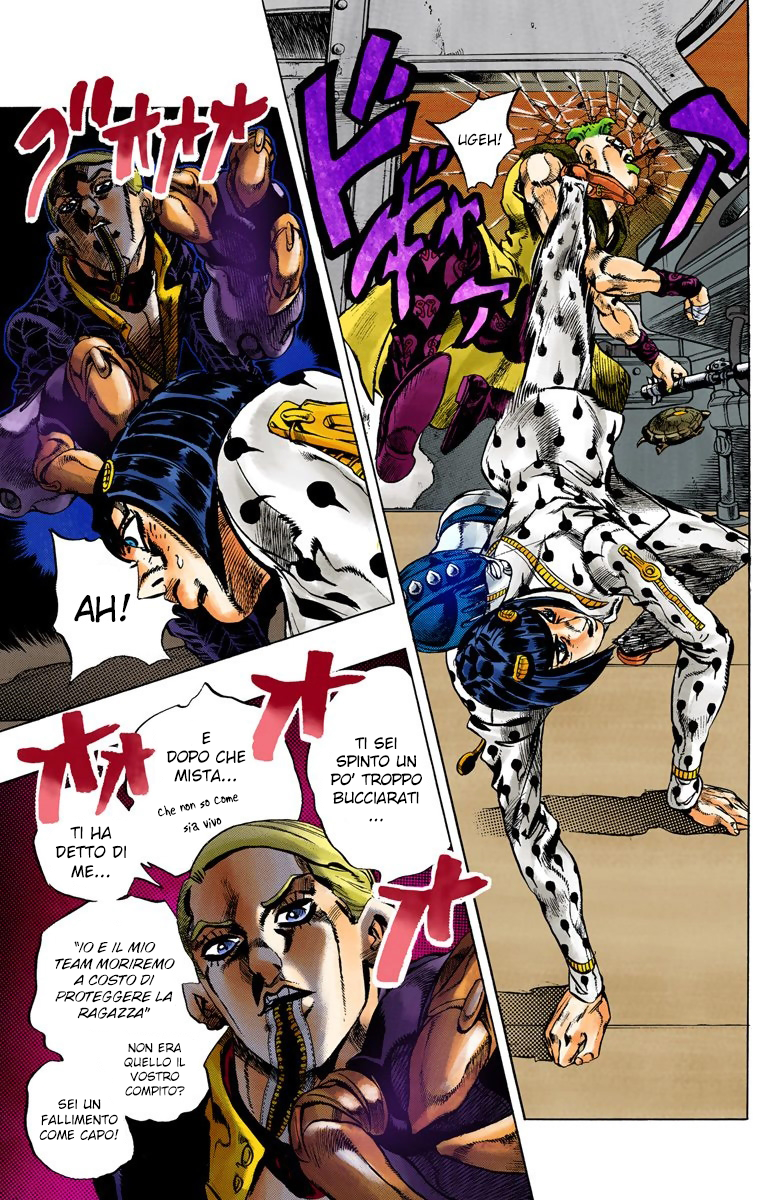 UGEH!
ド
ギャ
オオオ
AH!
オ
TI SEI
SPINTO UN
PO' TROPPO
BUCCIARATI
...
E
DOPO CHE
MISTA...
che non so come
sia vivo
オオ
TI HA
DETTO DI
ME...
オ
"IO E IL MIO
TEAM MORIREMO
A COSTO DI
PROTEGGERE LA
RAGAZZA"
NON ERA
QUELLO IL
VOSTRO
COMPITO?
SEI UN
FALLIMENTO
COME CAPO!